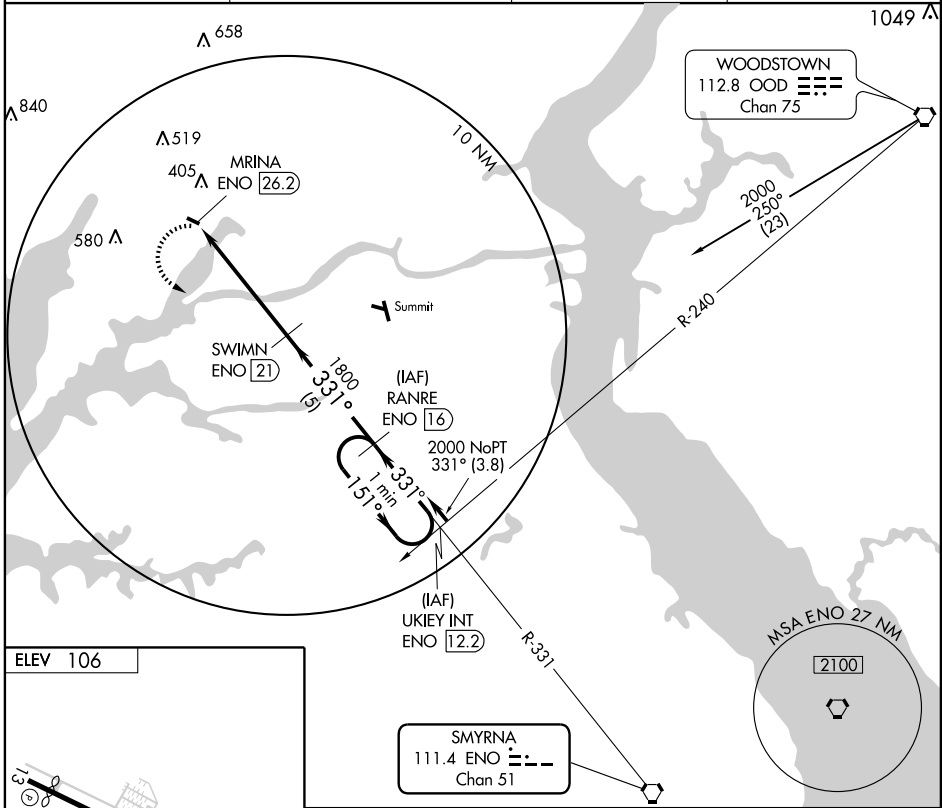 1049
658
WOODSTOWN
112.8 OOD
Chan 75
840
519
10 NM
405
MRINA
ENO 26.2
2000
250°
(23)
580
Summit
R-240
SWIMN
ENO 21
1800
331°
(5)
(IAF)
RANRE
ENO 16
2000 NoPT
331° (3.8)
331°
1 min
151°
(IAF)
UKIEY INT
ENO 12.2
R-331
MSA ENO 27 NM
2100
ELEV 106
SMYRNA
111.4 ENO
Chan 51
13
P